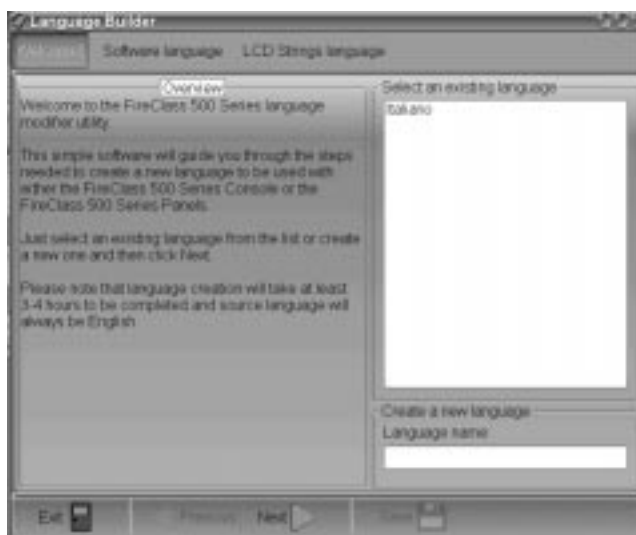 Language Builder
Welcome Software language LCD Strings language
Overview
Welcome to the FireClass 500 Series language
modifier utility.
This simple software will guide you through the steps
needed to create a new language to be used with
either the FireClass 500 Series Console or the
FireClass 500 Series Panels.
Just select an existing language from the list or create
a new one and then click Next.
Please note that language creation will take at least
3-4 hours to be completed and source language will
always be English
Select an existing language
Italiano
Create a new language
Language name
Exit Previous Next Save